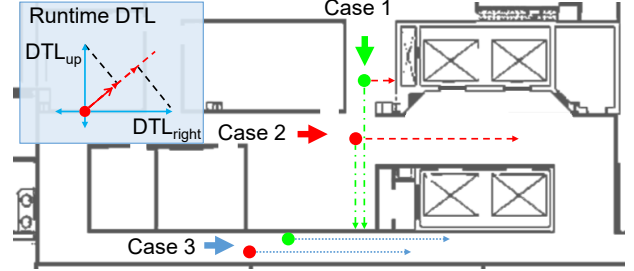 Runtime DTL
DTLup
DTLright
Case 1
Case 2
Case 3